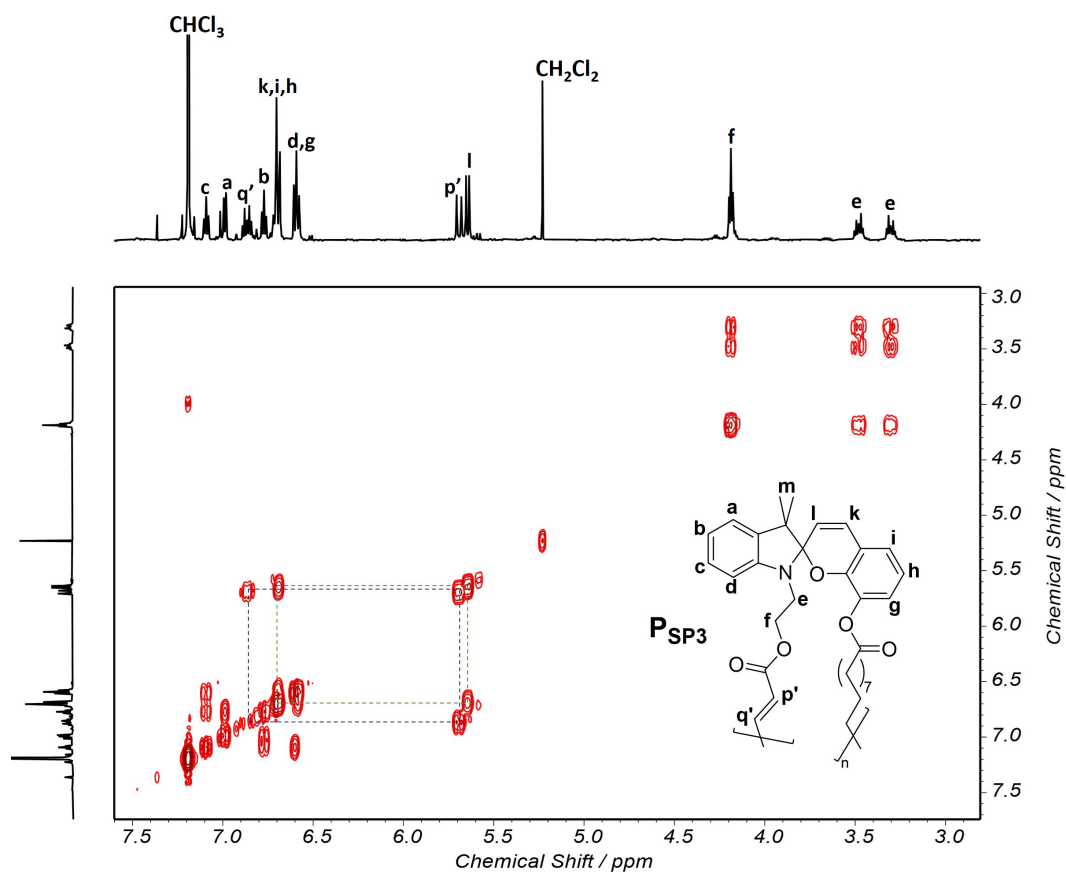 CHCl3
k,i,h
CH2Cl2
d,g
f
c
a
q'
b
p'
l
e
e
3.0
3.5
4.0
4.5
5.0
5.5
6.0
6.5
7.0
7.5
Chemical Shift / ppm
m
a
l
k
b
i
c
O
h
N
d
e
g
f
O
PSP3
O
O
O
7
p'
q'
n
7.5
7.0
6.5
6.0
5.5
5.0
4.5
4.0
3.5
3.0
Chemical Shift / ppm